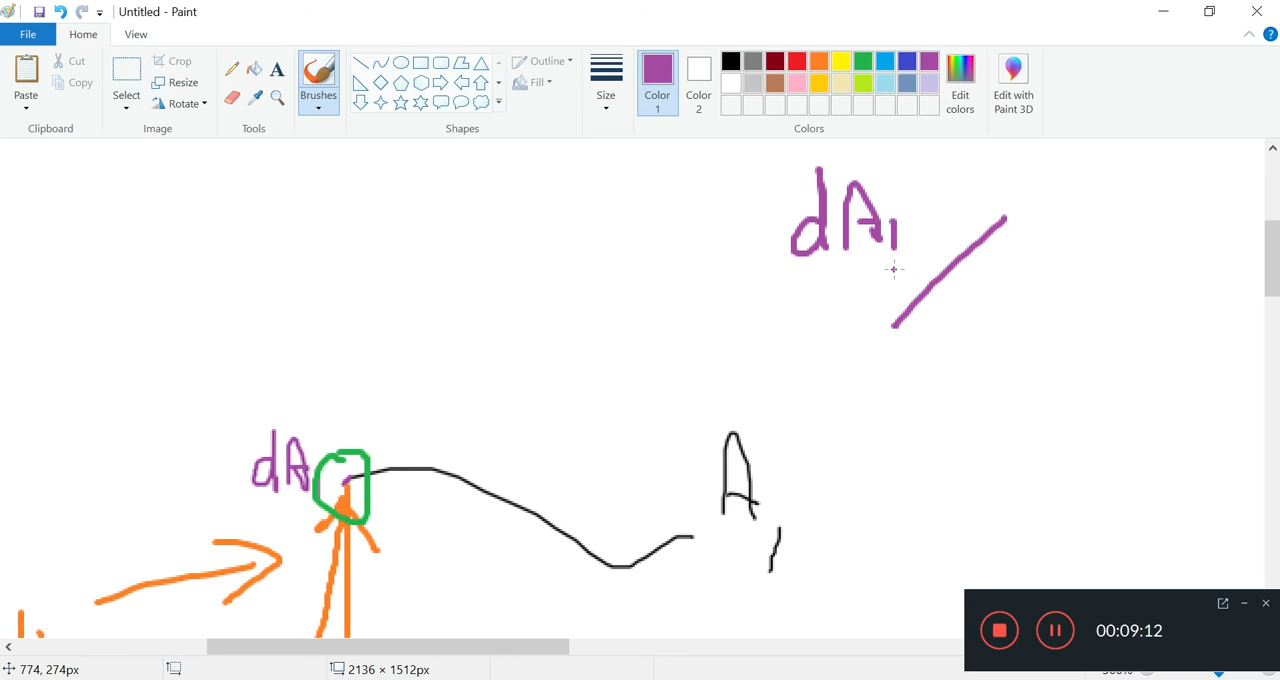 Untitled - Paint
File Home View
Cut
Copy
Paste
Clipboard
Crop
Resize
Rotate
Select
Image
Tools
Brushes
Outline
Fill
Shapes
Size
Color 1
Color 2
Edit colors
Colors
Edit with Paint 3D
dA1
dA
A1
00:09:12
774, 274px
2136 × 1512px